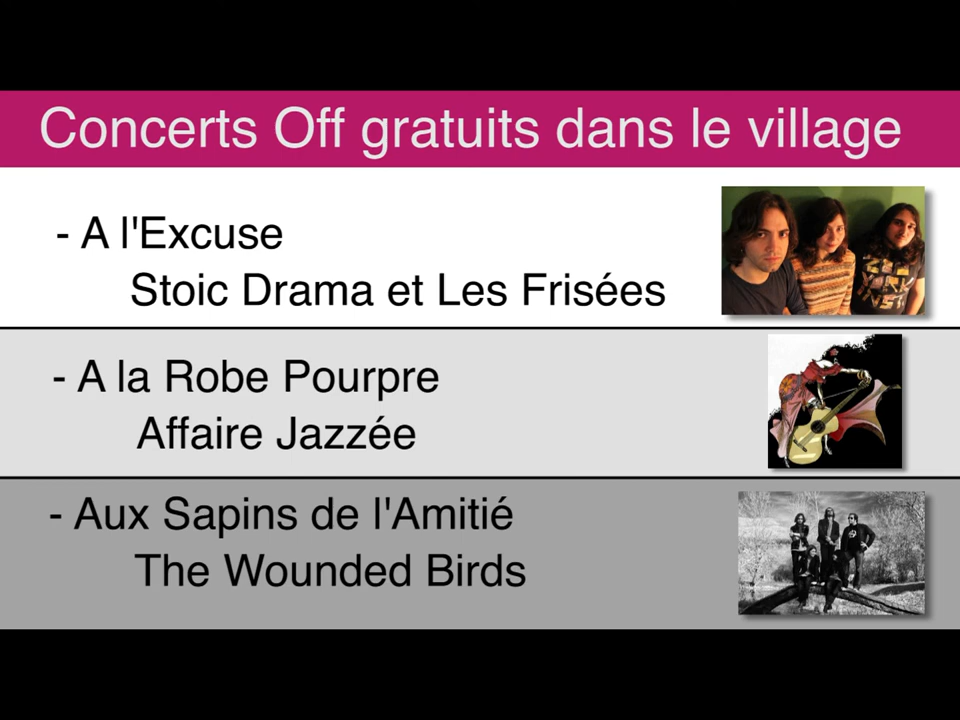 Concerts Off gratuits dans le village
- A l'Excuse
Stoic Drama et Les Frisées
- A la Robe Pourpre
Affaire Jazzée
- Aux Sapins de l'Amitié
The Wounded Birds